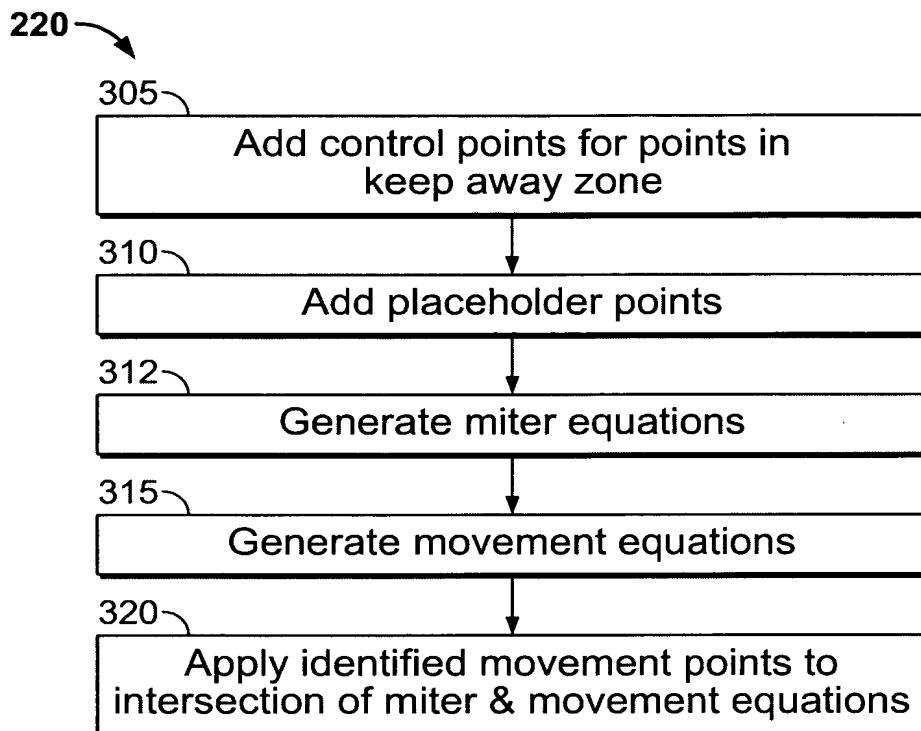 220
305
Add control points for points in
keep away zone
310
Add placeholder points
312
Generate miter equations
315
Generate movement equations
320
Apply identified movement points to
intersection of miter & movement equations